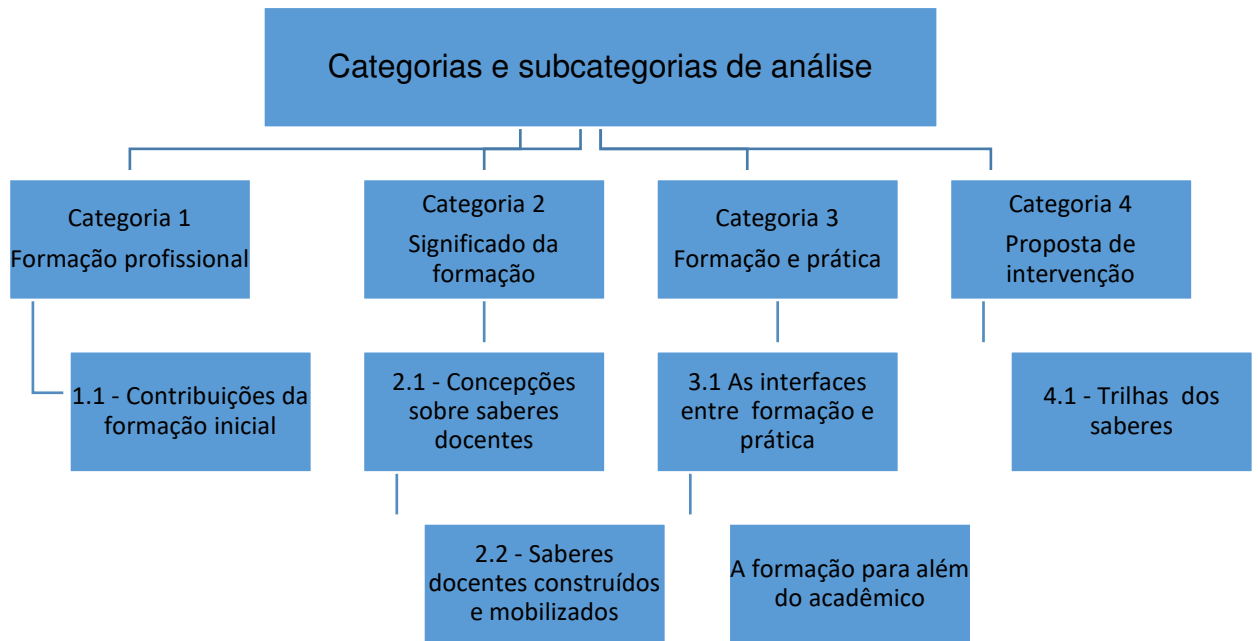 Categorias e subcategorias de análise
Categoria 1
Formação profissional
Categoria 2
Significado da
formação
Categoria 3
Formação e prática
Categoria 4
Proposta de
intervenção
1.1 - Contribuições da
formação inicial
2.1 - Concepções
sobre saberes
docentes
3.1 As interfaces
entre formação e
prática
4.1 - Trilhas dos
saberes
2.2 - Saberes
docentes construídos
e mobilizados
A formação para além
do acadêmico